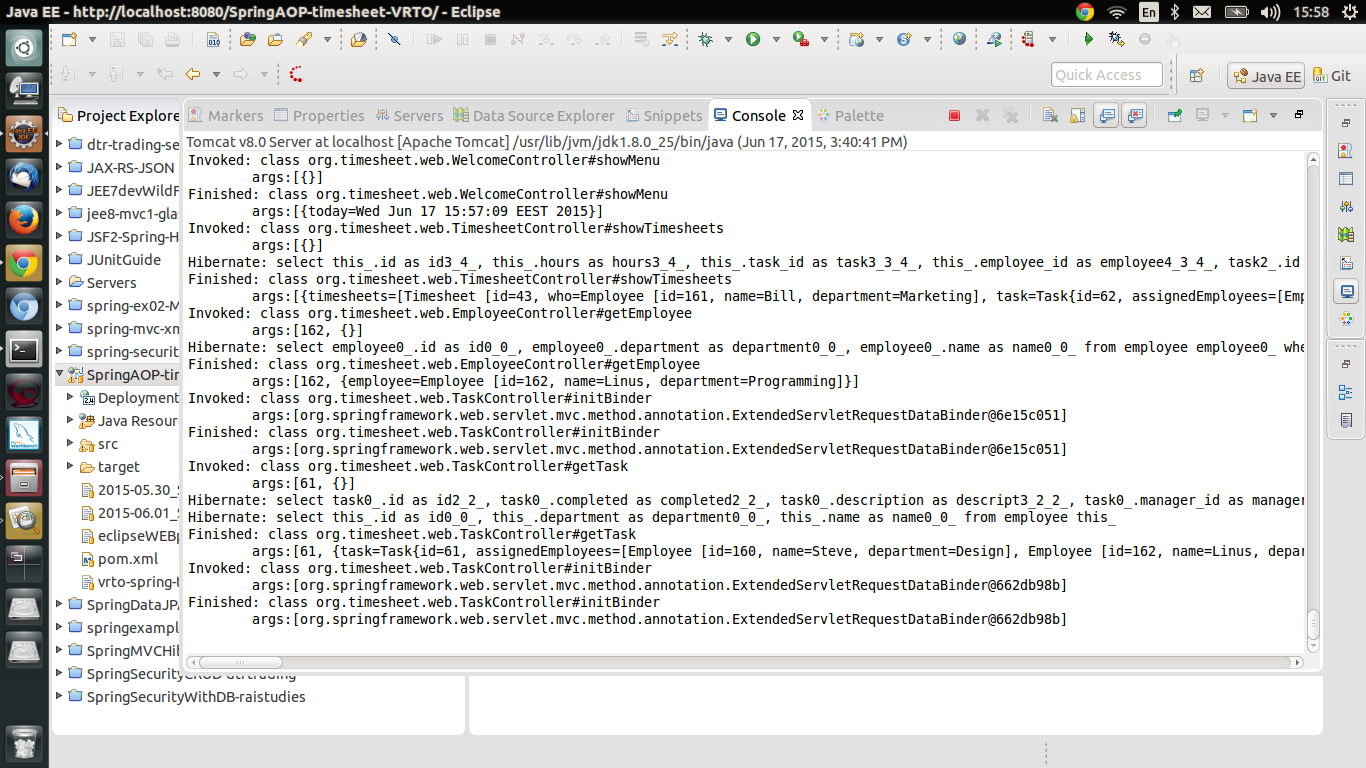 Java EE - http://localhost:8080/SpringAOP-timesheet-VRTO/ - Eclipse
En
15:58
Quick Access
Java EE
Git
Project Explore
Markers
Properties
Servers
Data Source Explorer
Snippets
Console
Palette
Tomcat v8.0 Server at localhost [Apache Tomcat] /usr/lib/jvm/jdk1.8.0_25/bin/java (Jun 17, 2015, 3:40:41 PM)
dtr-trading-se
JAX-RS-JSON
JEE7devWildF
jee8-mvc1-gla
JSF2-Spring-H
JUnitGuide
Servers
spring-ex02-M
spring-mvc-xm
spring-securit
SpringAOP-tim
Deployment
Java Resour
src
target
2015-05.30_S
2015-06.01_S
eclipseWEBp
pom.xml
vrto-spring-t
SpringDataJPA
springexampl
SpringMVCHib
SpringSecurityCRUD-dtrtrading
SpringSecurityWithDB-raistudies
Invoked: class org.timesheet.web.WelcomeController#showMenu
args:[{}]
Finished: class org.timesheet.web.WelcomeController#showMenu
args:[{today=Wed Jun 17 15:57:09 EEST 2015}]
Invoked: class org.timesheet.web.TimesheetController#showTimesheets
args:[{}]
Hibernate: select this_.id as id3_4_, this_.hours as hours3_4_, this_.task_id as task3_3_4_, this_.employee_id as employee4_3_4_, task2_.id
Finished: class org.timesheet.web.TimesheetController#showTimesheets
args:[{timesheets=[Timesheet [id=43, who=Employee [id=161, name=Bill, department=Marketing], task=Task{id=62, assignedEmployees=[Emp
Invoked: class org.timesheet.web.EmployeeController#getEmployee
args:[162, {}]
Hibernate: select employee0_.id as id0_0_, employee0_.department as department0_0_, employee0_.name as name0_0_ from employee employee0_ whe
Finished: class org.timesheet.web.EmployeeController#getEmployee
args:[162, {employee=Employee [id=162, name=Linus, department=Programming]}]
Invoked: class org.timesheet.web.TaskController#initBinder
args:[org.springframework.web.servlet.mvc.method.annotation.ExtendedServletRequestDataBinder@6e15c051]
Finished: class org.timesheet.web.TaskController#initBinder
args:[org.springframework.web.servlet.mvc.method.annotation.ExtendedServletRequestDataBinder@6e15c051]
Invoked: class org.timesheet.web.TaskController#getTask
args:[61, {}]
Hibernate: select task0_.id as id2_2_, task0_.completed as completed2_2_, task0_.description as descript3_2_2_, task0_.manager_id as manager
Hibernate: select this_.id as id0_0_, this_.department as department0_0_, this_.name as name0_0_ from employee this_
Finished: class org.timesheet.web.TaskController#getTask
args:[61, {task=Task{id=61, assignedEmployees=[Employee [id=160, name=Steve, department=Design], Employee [id=162, name=Linus, depar
Invoked: class org.timesheet.web.TaskController#initBinder
args:[org.springframework.web.servlet.mvc.method.annotation.ExtendedServletRequestDataBinder@662db98b]
Finished: class org.timesheet.web.TaskController#initBinder
args:[org.springframework.web.servlet.mvc.method.annotation.ExtendedServletRequestDataBinder@662db98b]